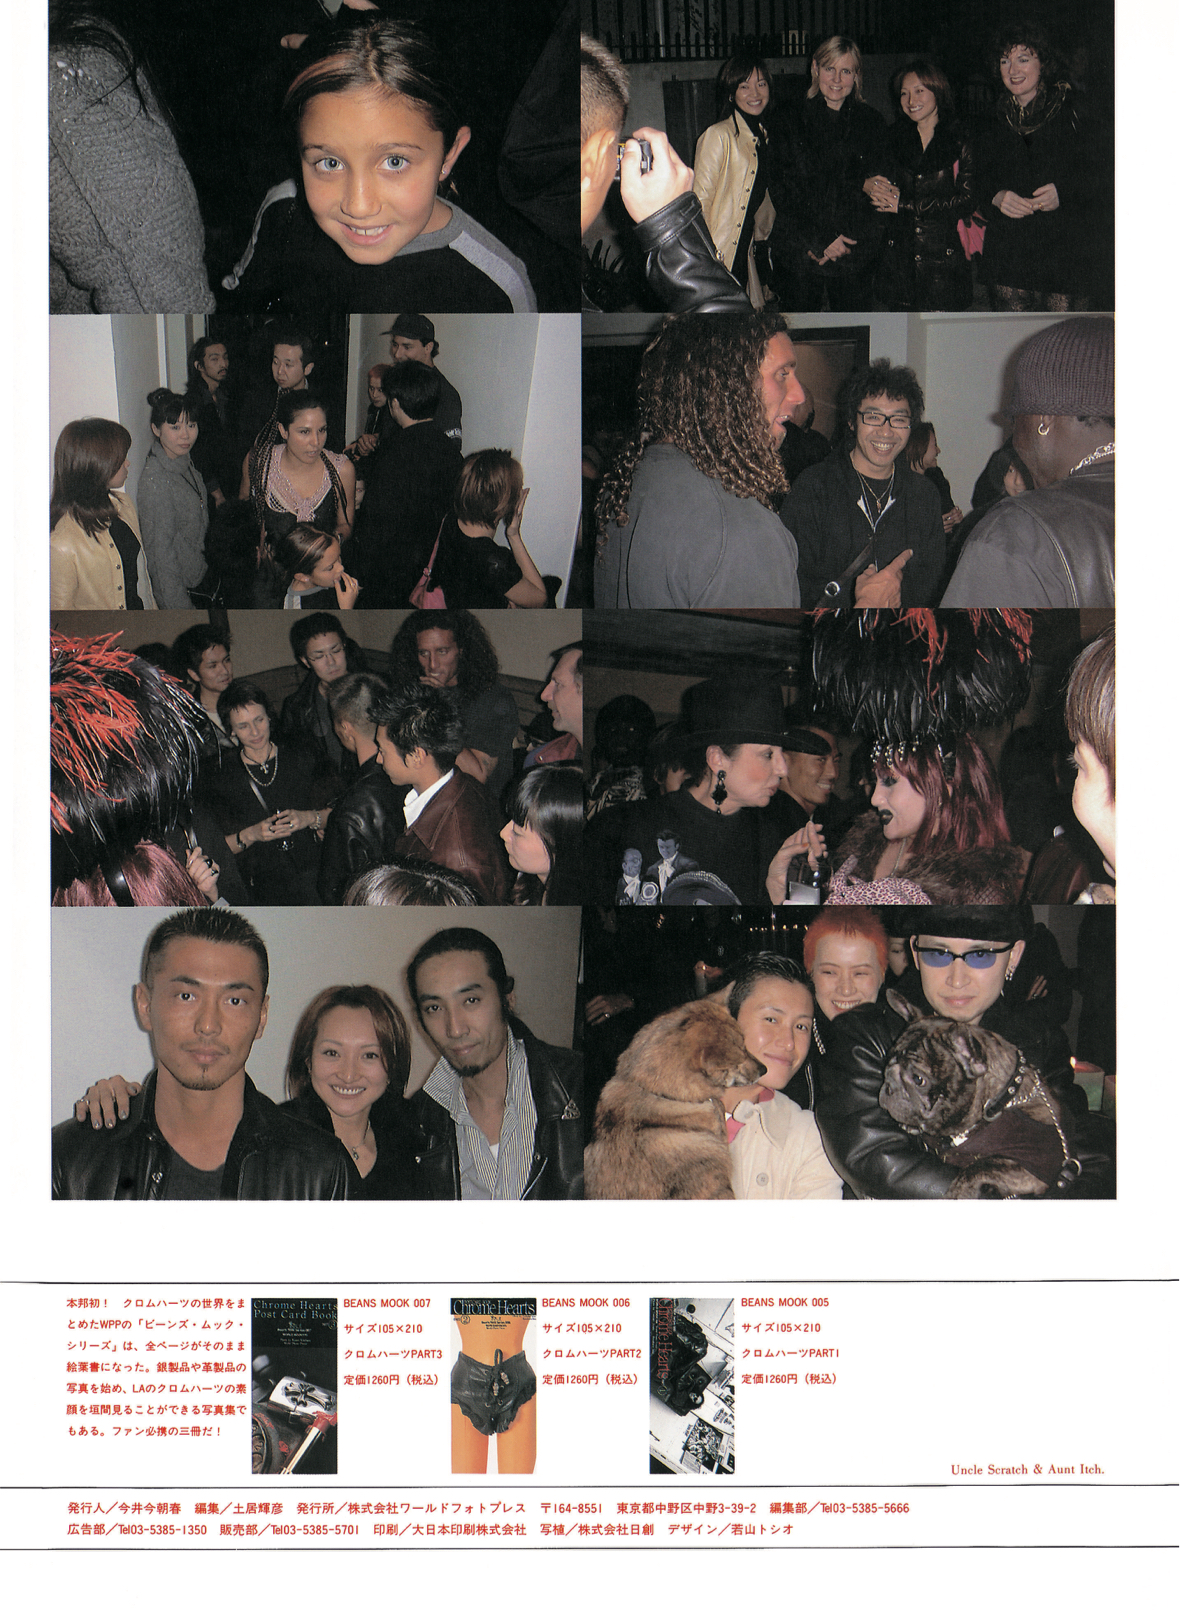 本邦初！　クロムハーツの世界をま
とめたWPPの「ビーンズ・ムック・
シリーズ」は、全ページがそのまま
絵葉書になった。銀製品や革製品の
写真を始め、LAのクロムハーツの素
顔を垣間見ることができる写真集で
もある。ファン必携の三冊だ！
Chrome Hearts
Post Card Book
BEANS MOOK 007
サイズ105×210
クロムハーツPART3
定価1260円（税込）
Chrome Hearts
BEANS MOOK 006
サイズ105×210
クロムハーツPART2
定価1260円（税込）
Chrome Hearts
BEANS MOOK 005
サイズ105×210
クロムハーツPART1
定価1260円（税込）
Uncle Scratch & Aunt Itch.
発行人／今井今朝春　編集／土居輝彦　発行所／株式会社ワールドフォトプレス　〒164-8551　東京都中野区中野3-39-2　編集部／Tel03-5385-5666
広告部／Tel03-5385-1350　販売部／Tel03-5385-5701　印刷／大日本印刷株式会社　写植／株式会社日創　デザイン／若山トシオ